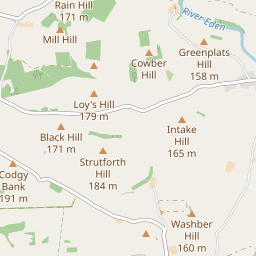 Rain Hill
171 m
Mill Hill
River Eden
Greenplats
Hill
158 m
Cowber
Hill
Loy's Hill
179 m
Intake
Hill
165 m
Black Hill
171 m
Strutforth
Hill
184 m
Codgy
Bank
191 m
Washber
Hill
160 m